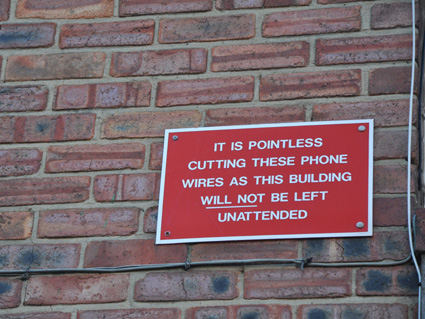 IT IS POINTLESS
CUTTING THESE PHONE
WIRES AS THIS BUILDING
WILL NOT BE LEFT
UNATTENDED